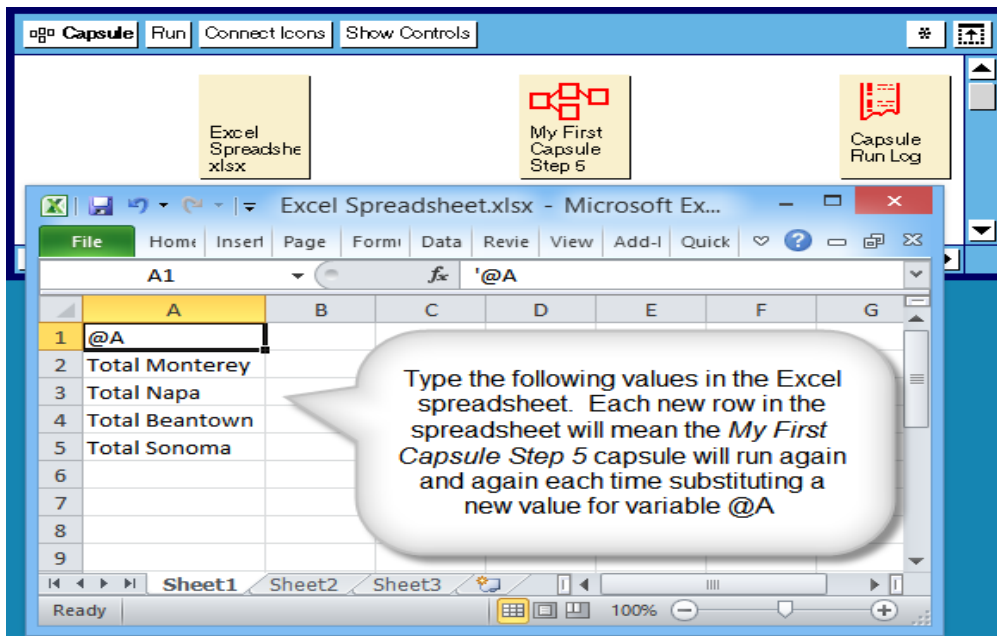 Capsule Run Connect Icons Show Controls
Excel
Spreadshe
xlsx
My First
Capsule
Step 5
Capsule
Run Log
Excel Spreadsheet.xlsx - Microsoft Ex...
File Home Insert Page Formu Data Revie View Add-I Quick
A1 fx '@A
A B C D E F G
1 @A
2 Total Monterey
3 Total Napa
4 Total Beantown
5 Total Sonoma
6
7
8
9
Type the following values in the Excel
spreadsheet. Each new row in the
spreadsheet will mean the My First
Capsule Step 5 capsule will run again
and again each time substituting a
new value for variable @A
Sheet1 Sheet2 Sheet3
Ready 100%